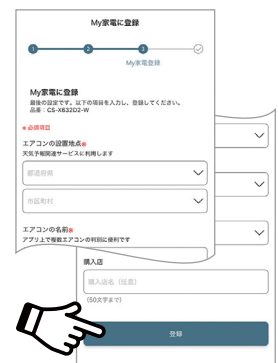 My家電に登録
1
2
3
My家電登録
My家電に登録
最後の設定です。以下の項目を入力し、登録してください。
品番：CS-X632D2-W
※必須項目
エアコンの設置地点※
天気予報関連サービスに利用します
都道府県
市区町村
エアコンの名前※
アプリ上で複数エアコンの判別に便利です
購入店
購入店名（任意）
(50文字まで)
登録